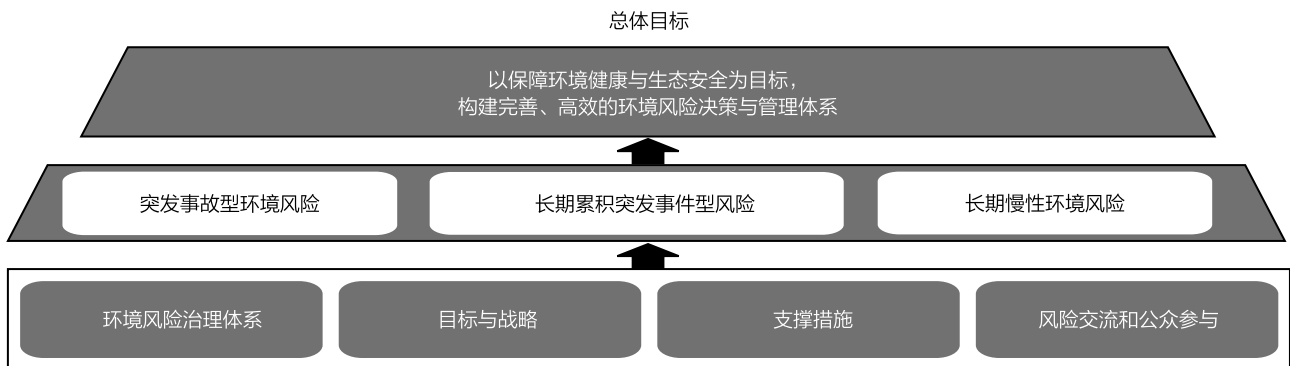 总体目标
以保障环境健康与生态安全为目标，
构建完善、高效的环境风险决策与管理体系
突发事故型环境风险
长期累积突发事件型风险
长期慢性环境风险
环境风险治理体系
目标与战略
支撑措施
风险交流和公众参与